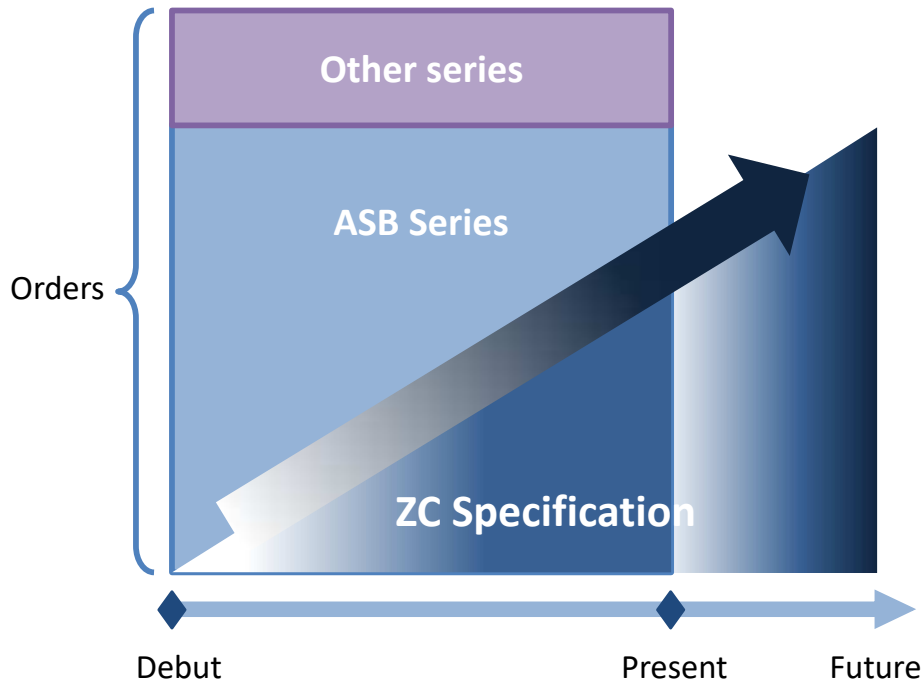 Other series
ASB Series
Orders
ZC Specification
Debut
Present
Future